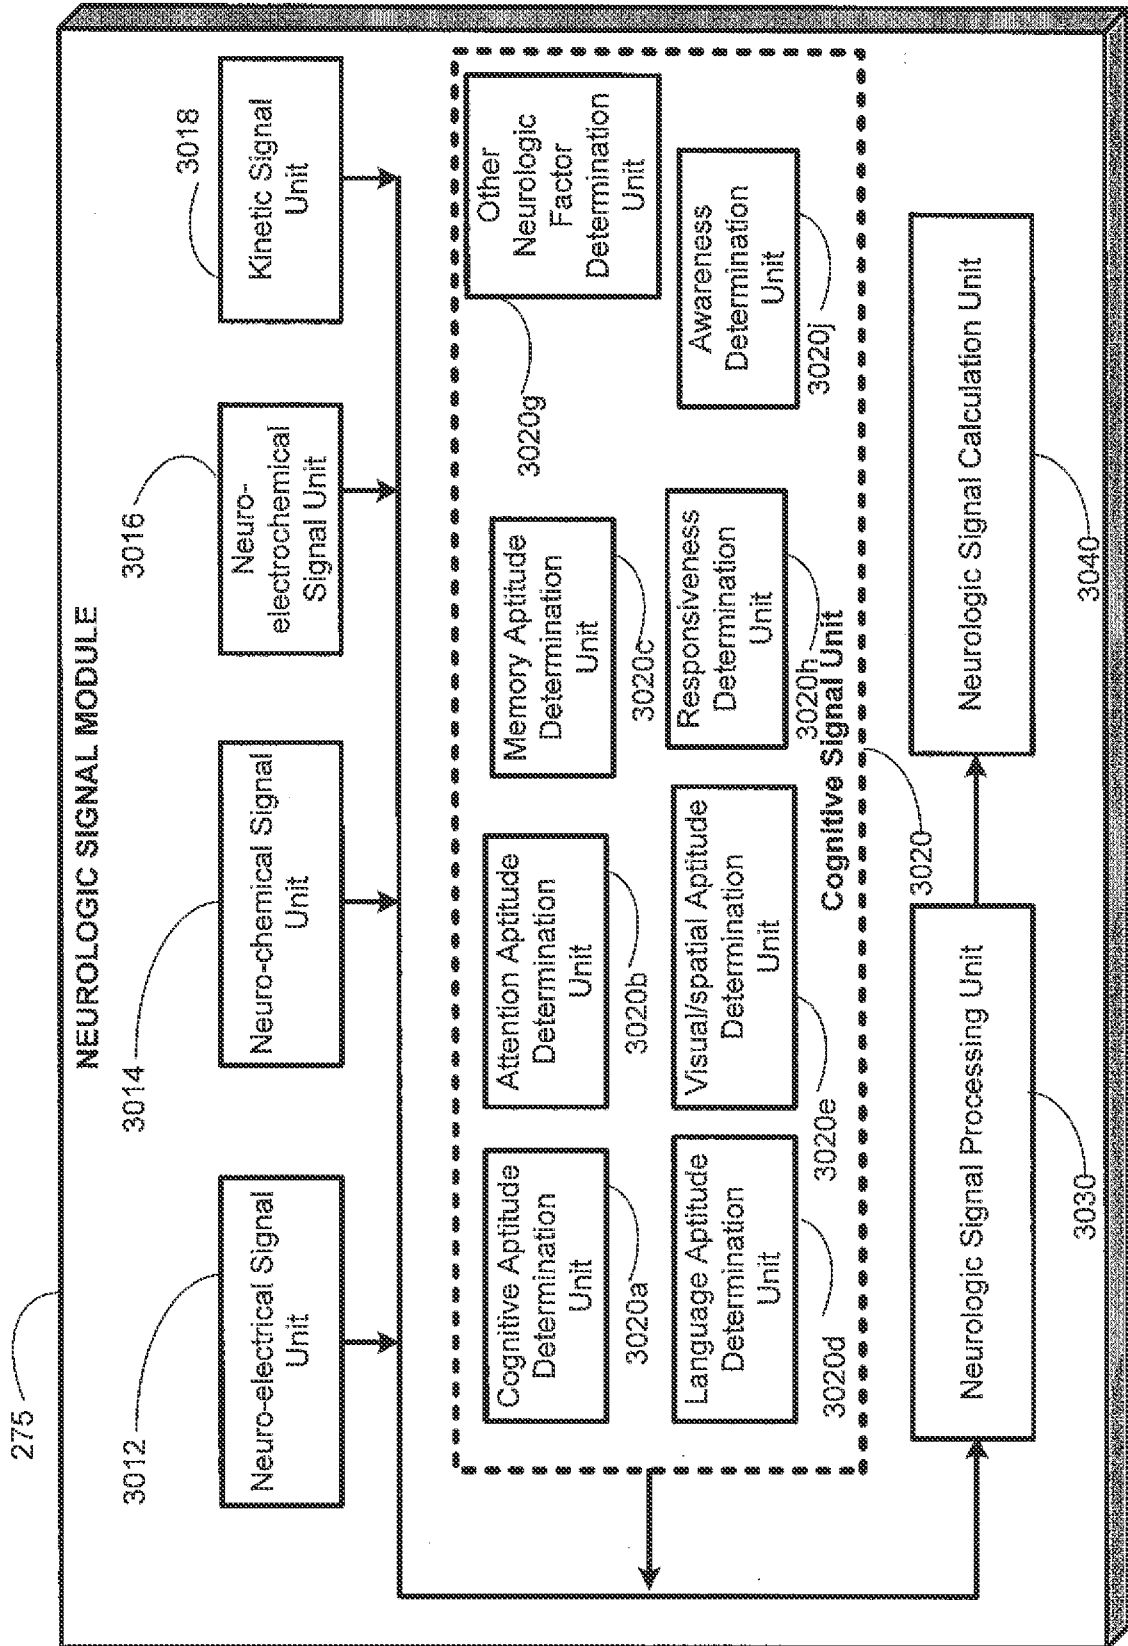 275
NEUROLOGIC SIGNAL MODULE
3012
Neuro-electrical Signal
Unit
3014
Neuro-chemical Signal
Unit
3016
Neuro-
electrochemical
Signal Unit
3018
Kinetic Signal
Unit
Cognitive Aptitude
Determination
Unit
3020a
Attention Aptitude
Determination
Unit
3020b
Memory Aptitude
Determination
Unit
3020c
Other
Neurologic
Factor
Determination
Unit
3020g
Language Aptitude
Determination
Unit
3020d
Visual/spatial Aptitude
Determination
Unit
3020e
Responsiveness
Determination
Unit
3020h
Awareness
Determination
Unit
3020j
Cognitive Signal Unit
3020
Neurologic Signal Processing Unit
3030
Neurologic Signal Calculation Unit
3040